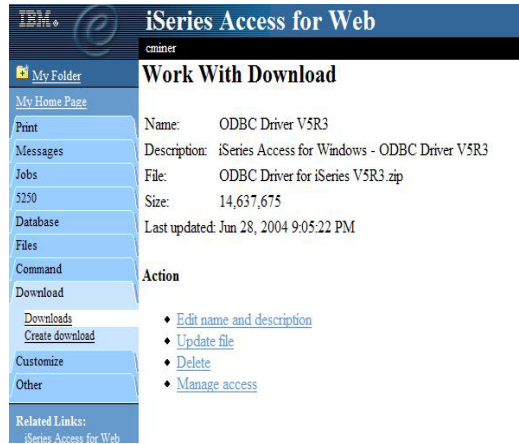 IBM
iSeries Access for Web
cminer
My Folder
My Home Page
Print
Messages
Jobs
5250
Database
Files
Command
Download
Downloads
Create download
Customize
Other
Related Links:
iSeries Access for Web
Work With Download
Name: ODBC Driver V5R3
Description: iSeries Access for Windows - ODBC Driver V5R3
File: ODBC Driver for iSeries V5R3.zip
Size: 14,637,675
Last updated: Jun 28, 2004 9:05:22 PM
Action
Edit name and description
Update file
Delete
Manage access